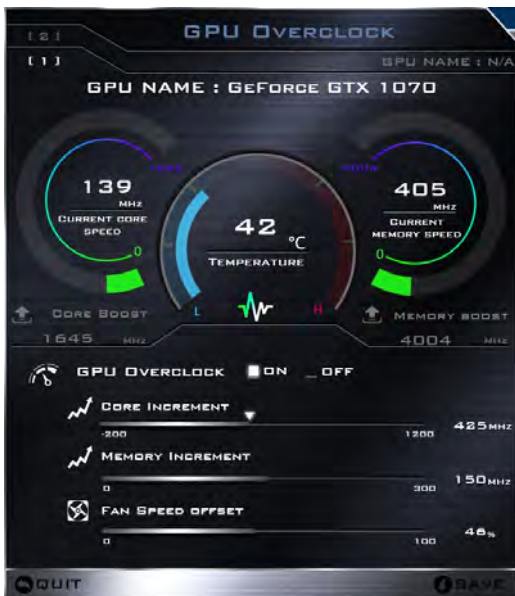 [2]
GPU Overclock
[1]
GPU NAME : N/A
GPU NAME : GeForce GTX 1070
139
MHz
Current core speed
0
42 °C
Temperature
L
H
405
MHz
Current memory speed
0
Core Boost
1645 MHz
Memory boost
4004 MHz
GPU Overclock ON _OFF
Core Increment
-200 1200 425MHz
Memory Increment
0 300 150MHz
Fan Speed offset
0 100 48%
QUIT
SAVE